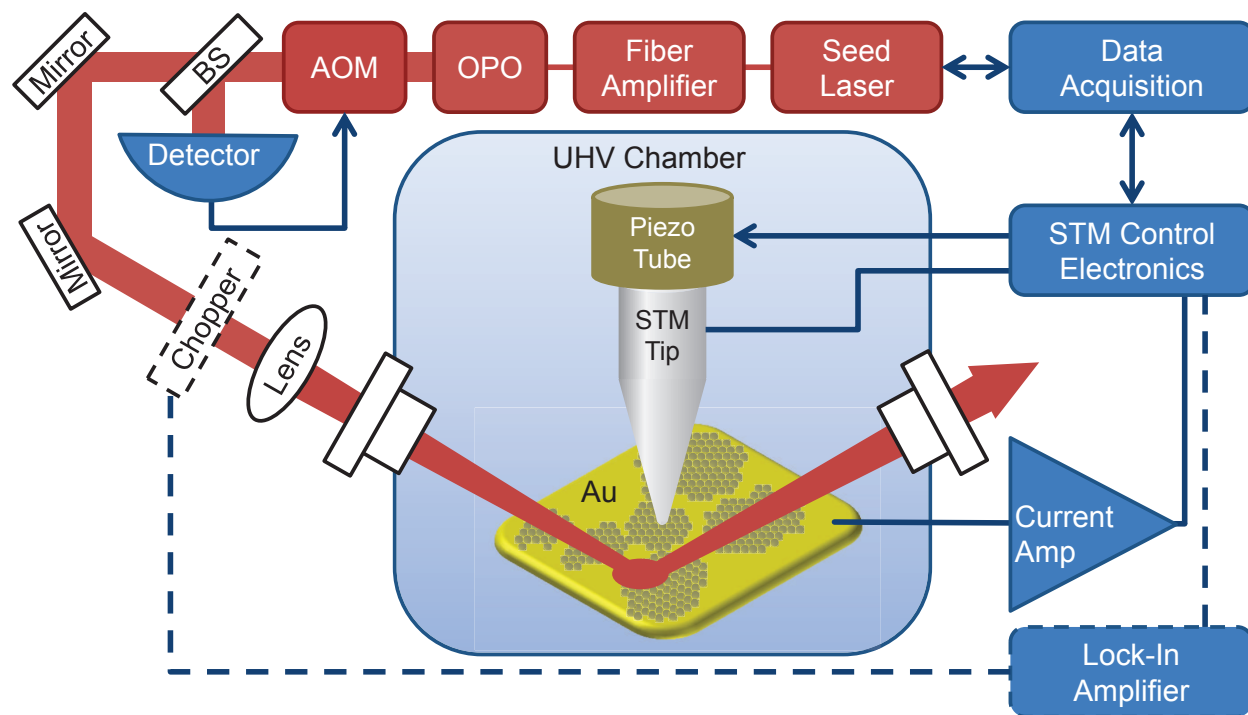 Mirror
BS
AOM
OPO
Fiber
Amplifier
Seed
Laser
Data
Acquisition
Detector
UHV Chamber
Piezo
Tube
STM Control
Electronics
Mirror
Chopper
Lens
STM
Tip
Au
Current
Amp
Lock-In
Amplifier